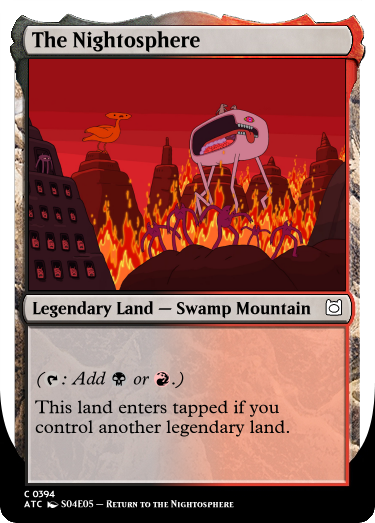 The Nightosphere
Legendary Land — Swamp Mountain
(: Add or .)
This land enters tapped if you
control another legendary land.
C 0394
ATC S04E05 – Return to the Nightosphere